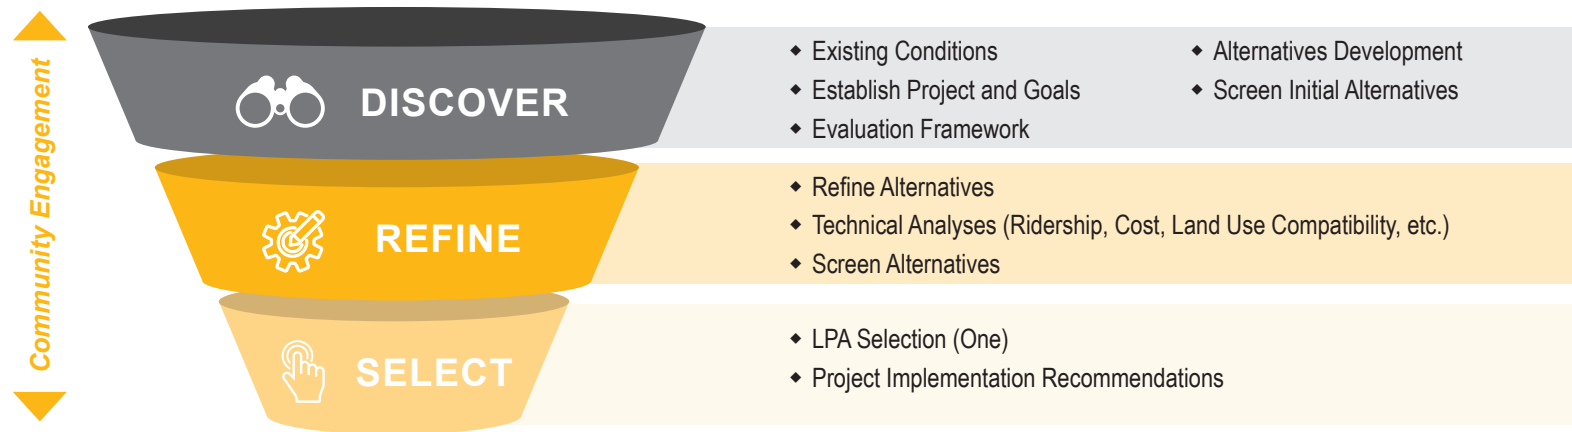 Community Engagement
DISCOVER
◆ Existing Conditions
◆ Establish Project and Goals
◆ Evaluation Framework
◆ Alternatives Development
◆ Screen Initial Alternatives
REFINE
◆ Refine Alternatives
◆ Technical Analyses (Ridership, Cost, Land Use Compatibility, etc.)
◆ Screen Alternatives
SELECT
◆ LPA Selection (One)
◆ Project Implementation Recommendations